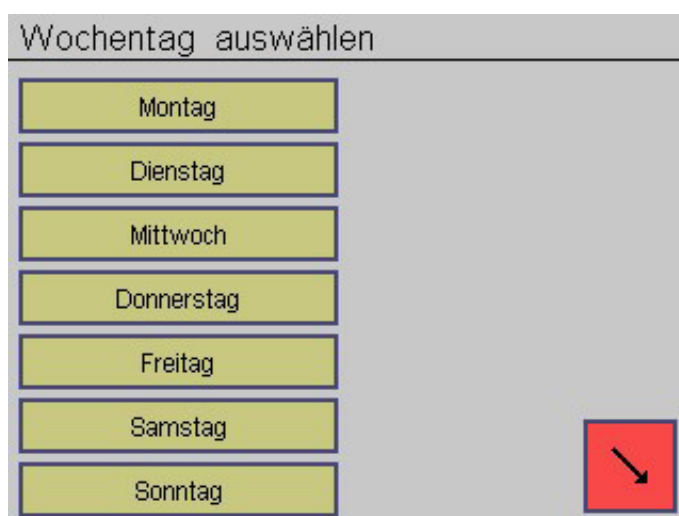 Wochentag auswählen
Montag
Dienstag
Mittwoch
Donnerstag
Freitag
Samstag
Sonntag